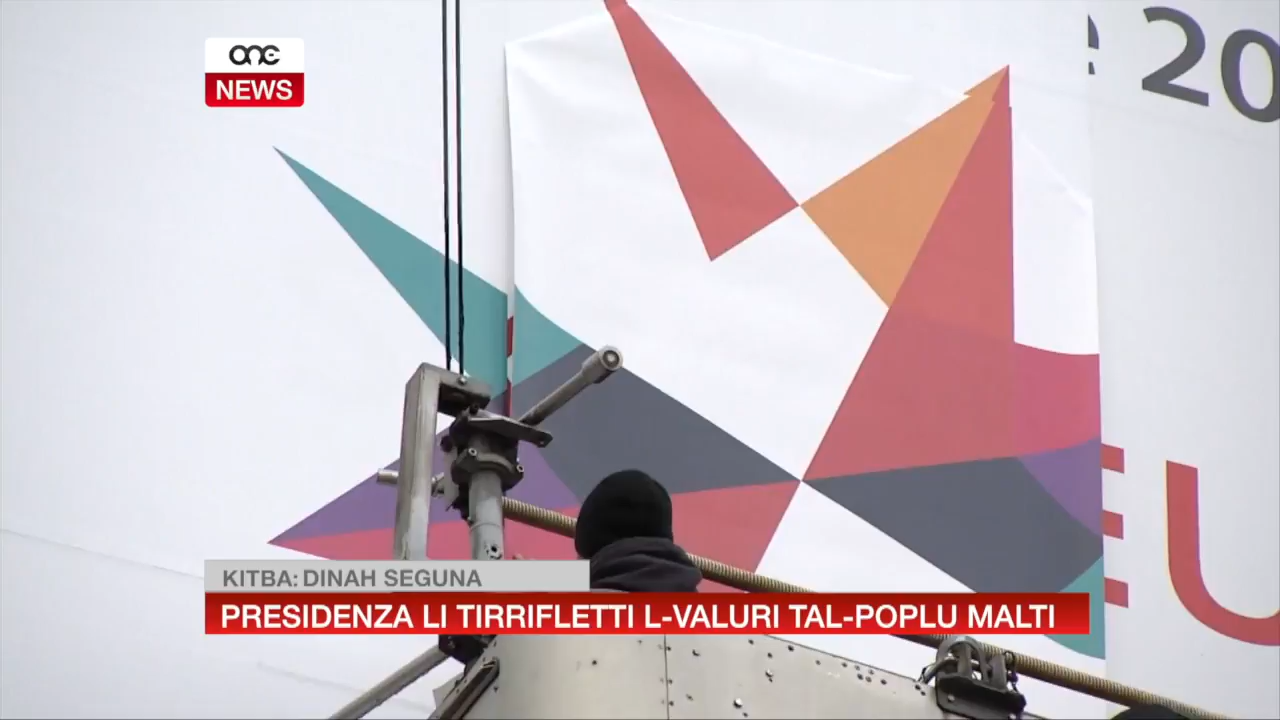 one
NEWS
20
EU
KITBA: DINAH SEGUNA
PRESIDENZA LI TIRRIFLETTI L-VALURI TAL-POPLU MALTI